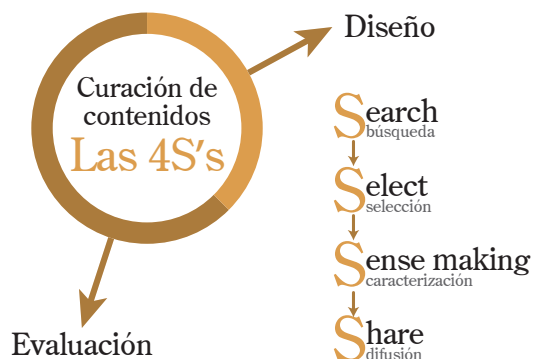 Diseño
Curación de
contenidos
Las 4S's
Search
búsqueda
Select
selección
Sense making
caracterización
Share
difusión
Evaluación